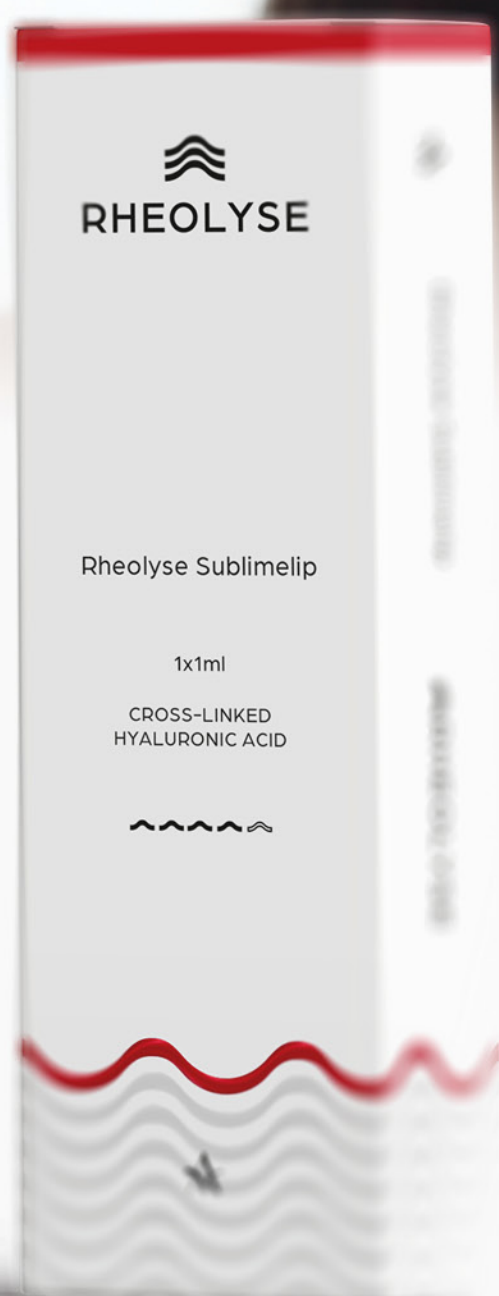 RHEOLYSE
Rheolyse Sublimelip
1x1ml
CROSS-LINKED
HYALURONIC ACID